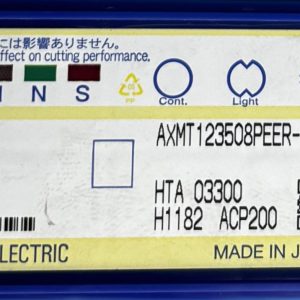 には影響ありません。
effect on cutting performance.
N S
PP
Cont. Light
AXMT123508PEER-
HTA 03300
H1182 ACP200
LECTRIC
MADE IN J